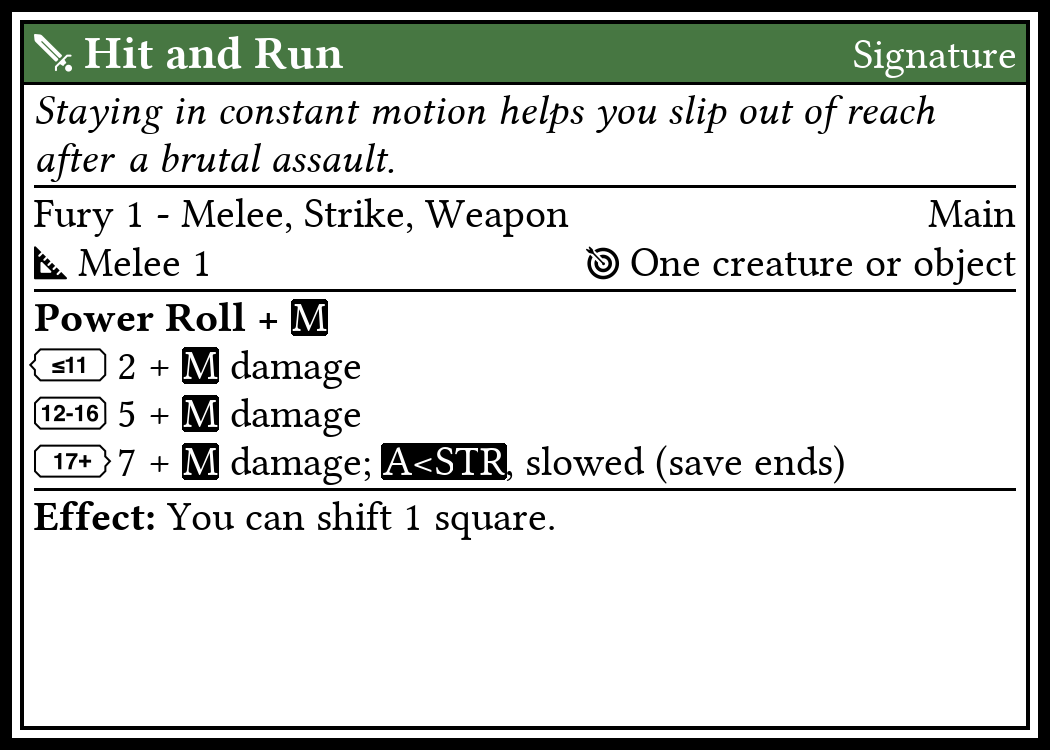 Hit and Run
Signature
Staying in constant motion helps you slip out of reach
after a brutal assault.
Fury 1 - Melee, Strike, Weapon
Main
Melee 1
One creature or object
Power Roll + M
≤11 2 + M damage
12-16 5 + M damage
17+ 7 + M damage; A<STR, slowed (save ends)
Effect: You can shift 1 square.